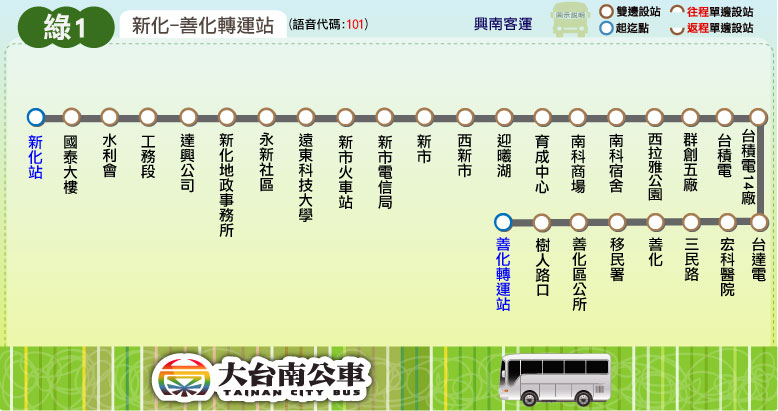 綠1
新化-善化轉運站
(語音代碼:101)
興南客運
圖示說明
雙邊設站
往程單邊設站
起迄點
返程單邊設站
新化站
國泰大樓
水利會
工務段
達興公司
新化地政事務所
永新社區
遠東科技大學
新市火車站
新市電信局
新市
西新市
迎曦湖
育成中心
南科商場
南科宿舍
西拉雅公園
群創五廠
台積電
台積電14廠
善化轉運站
樹人路口
善化區公所
移民署
善化
三民路
宏科醫院
台達電
大台南公車
TAINAN CITY BUS